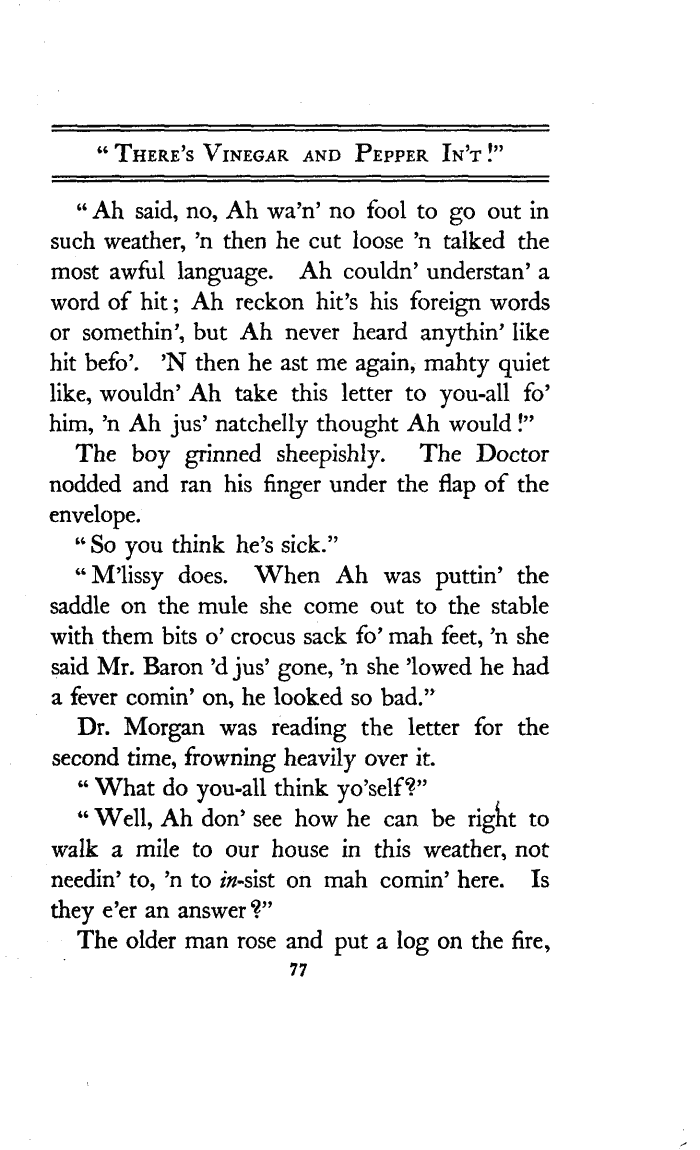 “ There’s Vinegar and Pepper In’t !”
“ Ah said, no, Ah wa’n’ no fool to go out in
such weather, ’n then he cut loose ’n talked the
most awful language. Ah couldn’ understan’ a
word of hit ; Ah reckon hit’s his foreign words
or somethin’, but Ah never heard anythin’ like
hit befo’. ’N then he ast me again, mahty quiet
like, wouldn’ Ah take this letter to you-all fo’
him, ’n Ah jus’ natchelly thought Ah would !”
The boy grinned sheepishly. The Doctor
nodded and ran his finger under the flap of the
envelope.
“ So you think he’s sick.”
“ M’lissy does. When Ah was puttin’ the
saddle on the mule she come out to the stable
with them bits o’ crocus sack fo’ mah feet, ’n she
said Mr. Baron ’d jus’ gone, ’n she ’lowed he had
a fever comin’ on, he looked so bad.”
Dr. Morgan was reading the letter for the
second time, frowning heavily over it.
“ What do you-all think yo’self?”
“ Well, Ah don’ see how he can be right to
walk a mile to our house in this weather, not
needin’ to, ’n to in-sist on mah comin’ here. Is
they e’er an answer ?”
The older man rose and put a log on the fire,
77